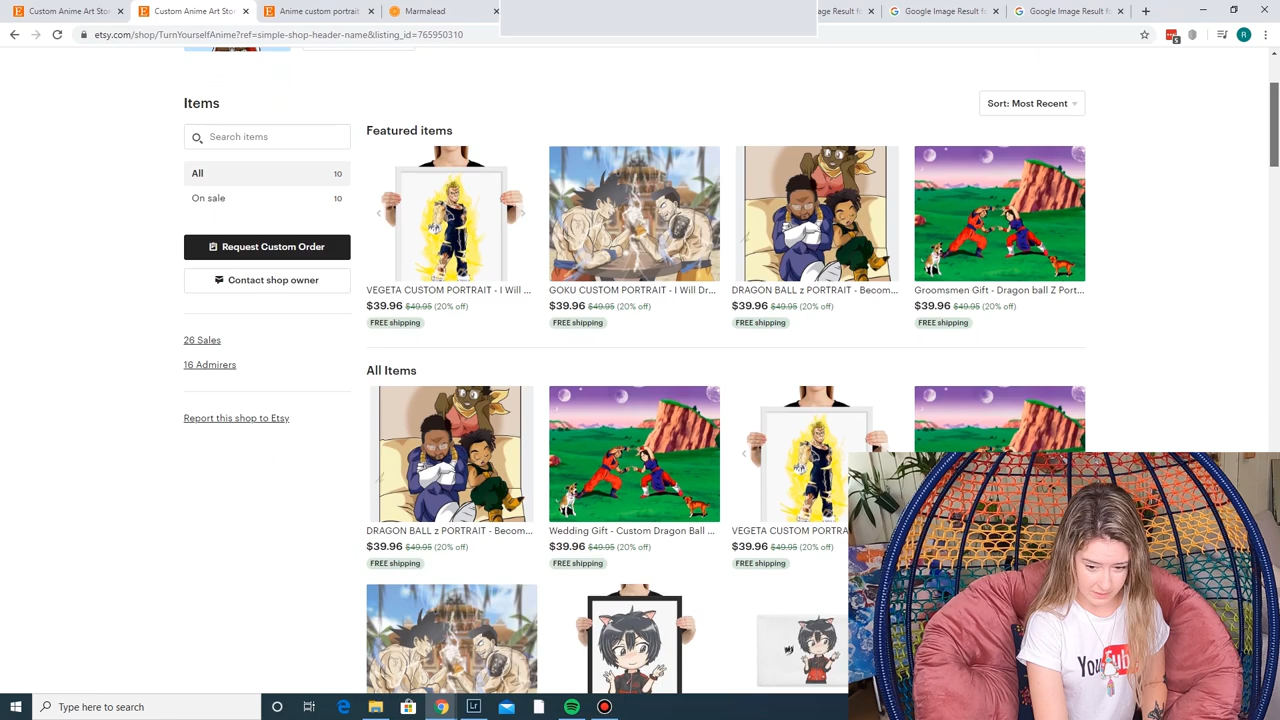 Custom Anime Art Sto
Custom Anime Art Sto
Anime custom portrait
Marmalead
Result fo
Google Image Result fo
Google Image Result fo
etsy.com/shop/TurnYourselfAnime?ref=simple-shop-header-name&listing_id=765950310
5
R
Items
Sort: Most Recent
Search items
All 10
On sale 10
Request Custom Order
Contact shop owner
26 Sales
16 Admirers
Report this shop to Etsy
Featured items
VEGETA CUSTOM PORTRAIT - I Will ...
$39.96 $49.95 (20% off)
FREE shipping
GOKU CUSTOM PORTRAIT - I Will Dr...
$39.96 $49.95 (20% off)
FREE shipping
DRAGON BALL z PORTRAIT - Becom...
$39.96 $49.95 (20% off)
FREE shipping
Groomsmen Gift - Dragon ball Z Port...
$39.96 $49.95 (20% off)
FREE shipping
All Items
DRAGON BALL z PORTRAIT - Becom...
$39.96 $49.95 (20% off)
FREE shipping
Wedding Gift - Custom Dragon Ball ...
$39.96 $49.95 (20% off)
FREE shipping
VEGETA CUSTOM PORTRA
$39.96 $49.95 (20% off)
FREE shipping
YouTub
Type here to search